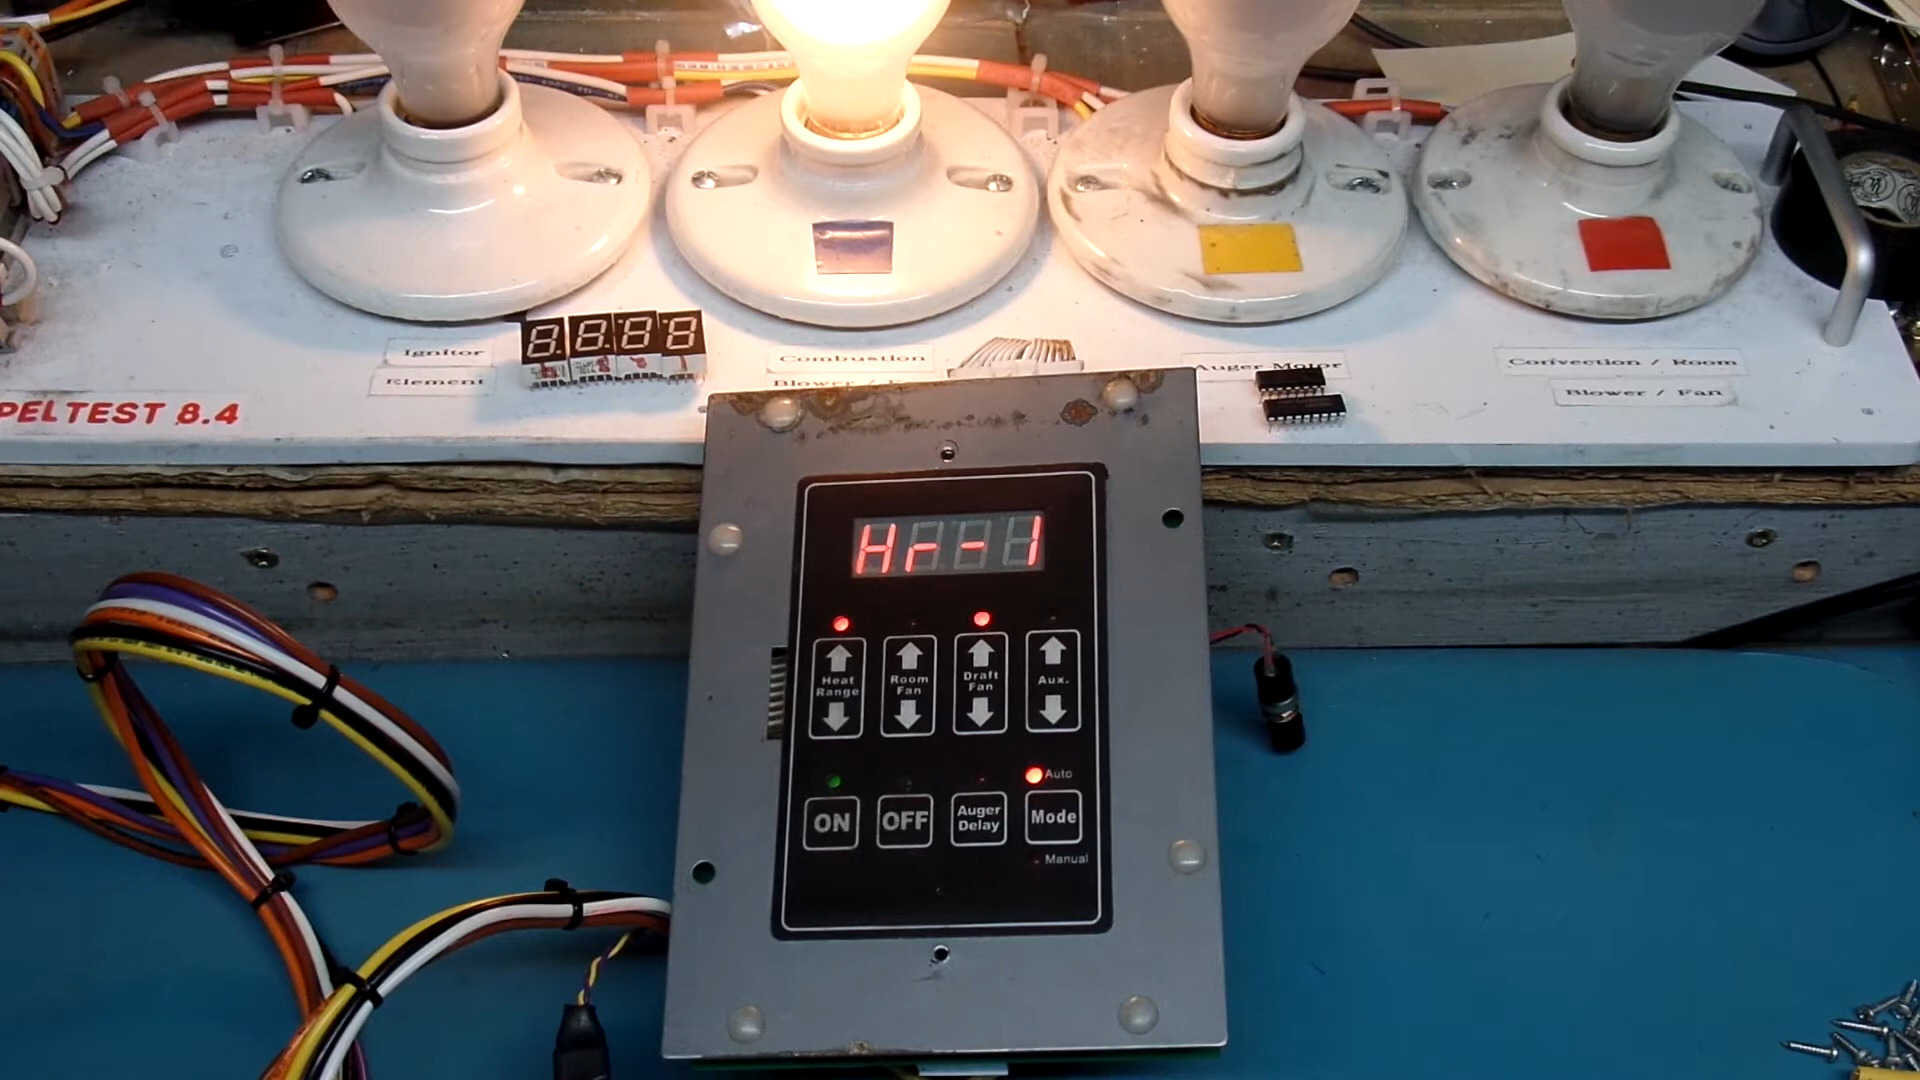 Ignitor
Element
Combustion
Blower /
Auger Motor
Convection / Room
Blower / Fan
PELTEST 8.4
Hr-1
Heat
Range
Room
Fan
Draft
Fan
Aux.
Auto
ON
OFF
Auger
Delay
Mode
Manual